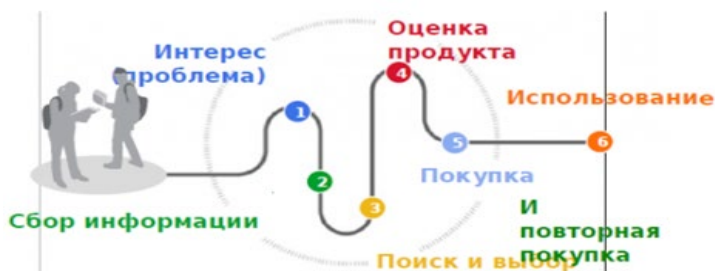 Интерес
(проблема)
1
2
Сбор информации
3
Поиск и выбор
Оценка
продукта
4
5
Покупка
Использование
6
И
повторная
покупка